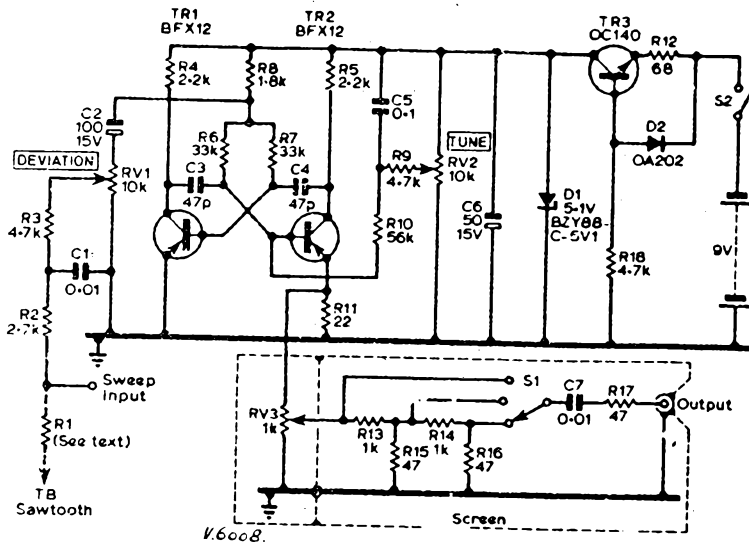 TR1
BFX12
TR2
BFX12
TR3
OC140
R12
68
R4
2·2k
R8
1·8k
R5
2·2k
C2
100
15V
DEVIATION
RV1
10k
R6
33k
R7
33k
C3
47p
C4
47p
C5
0·1
R9
4·7k
TUNE
RV2
10k
S2
D2
OA202
R3
4·7k
C1
0·01
R10
56k
C6
50
15V
D1
5·1V
BZY88-
C-5V1
R18
4·7k
9V
R2
2·7k
R11
22
Sweep
Input
R1
(See text)
TB
Sawtooth
RV3
1k
S1
R13
1k
R14
1k
R15
47
R16
47
C7
0·01
R17
47
Output
Screen
V.6008.